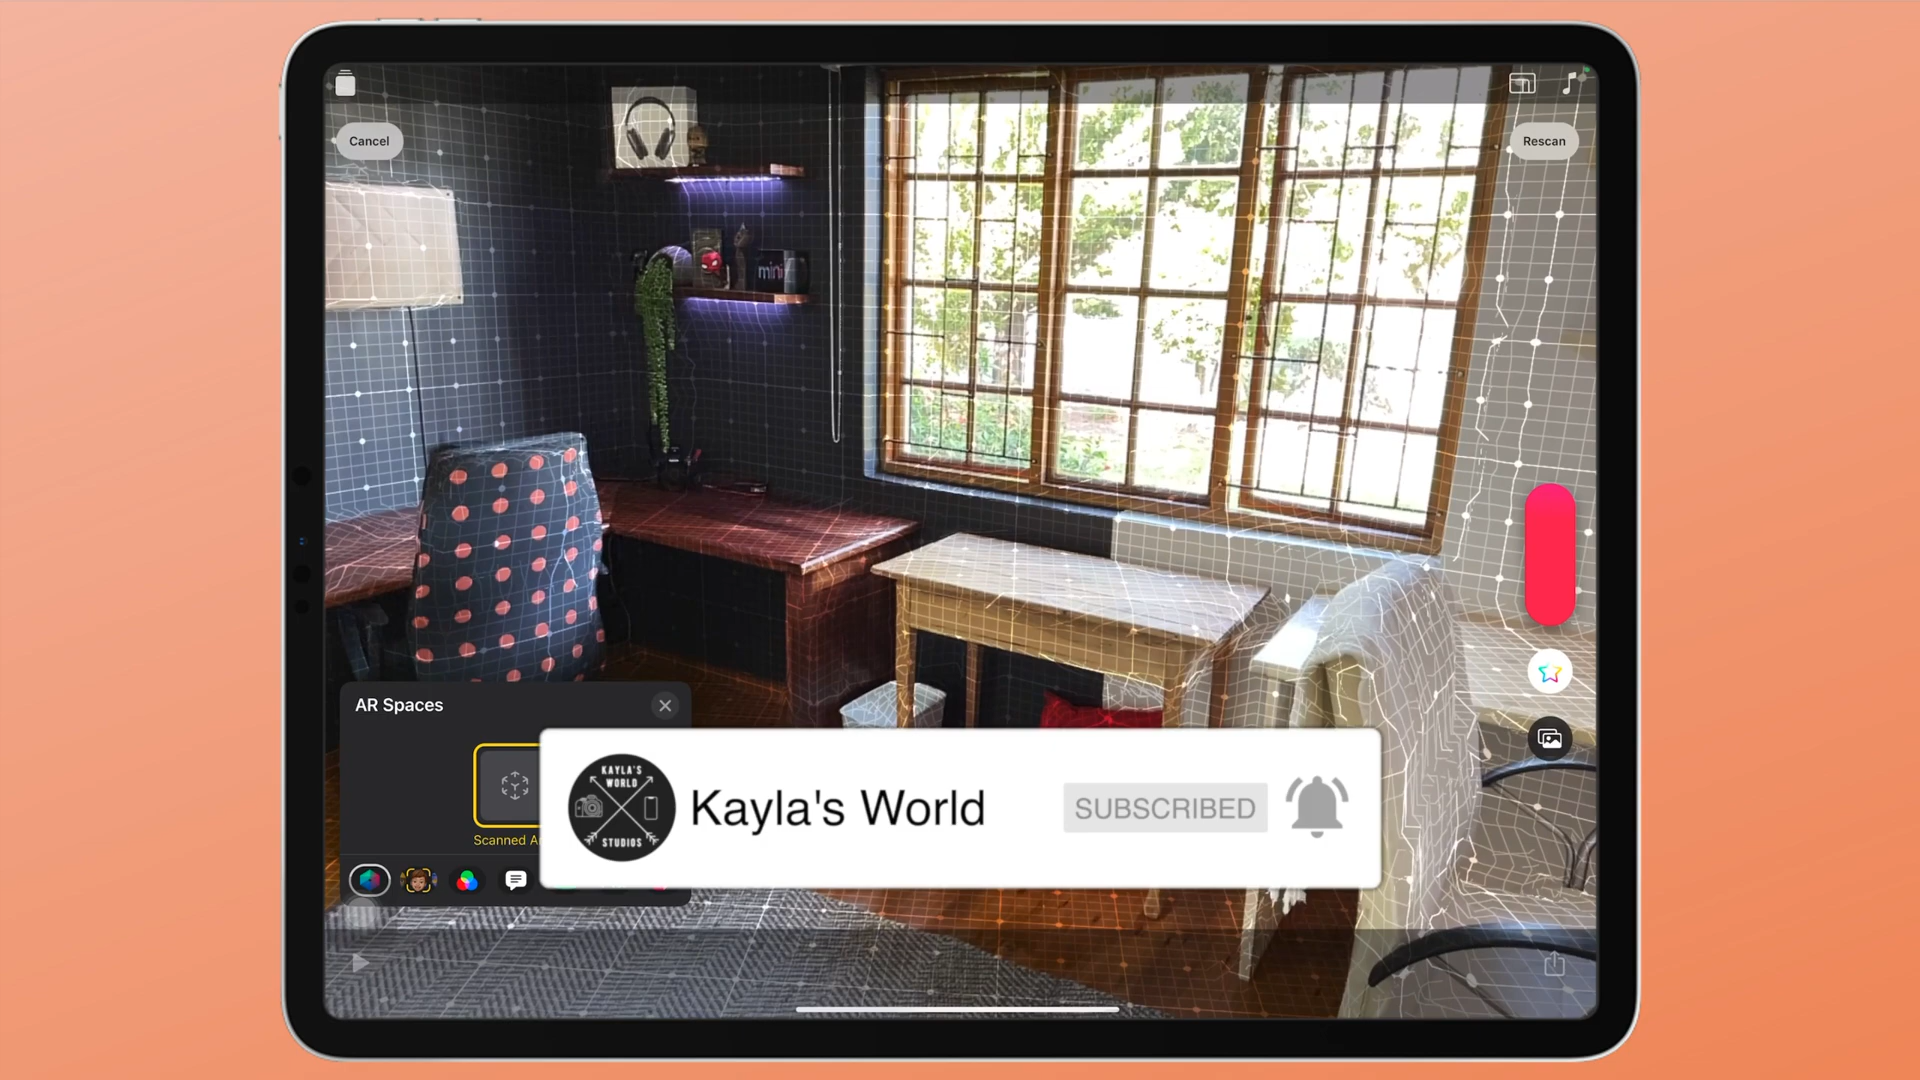 Cancel
Rescan
mini
AR Spaces
Scanned A
KAYLA'S
WORLD
STUDIOS
Kayla's World
SUBSCRIBED